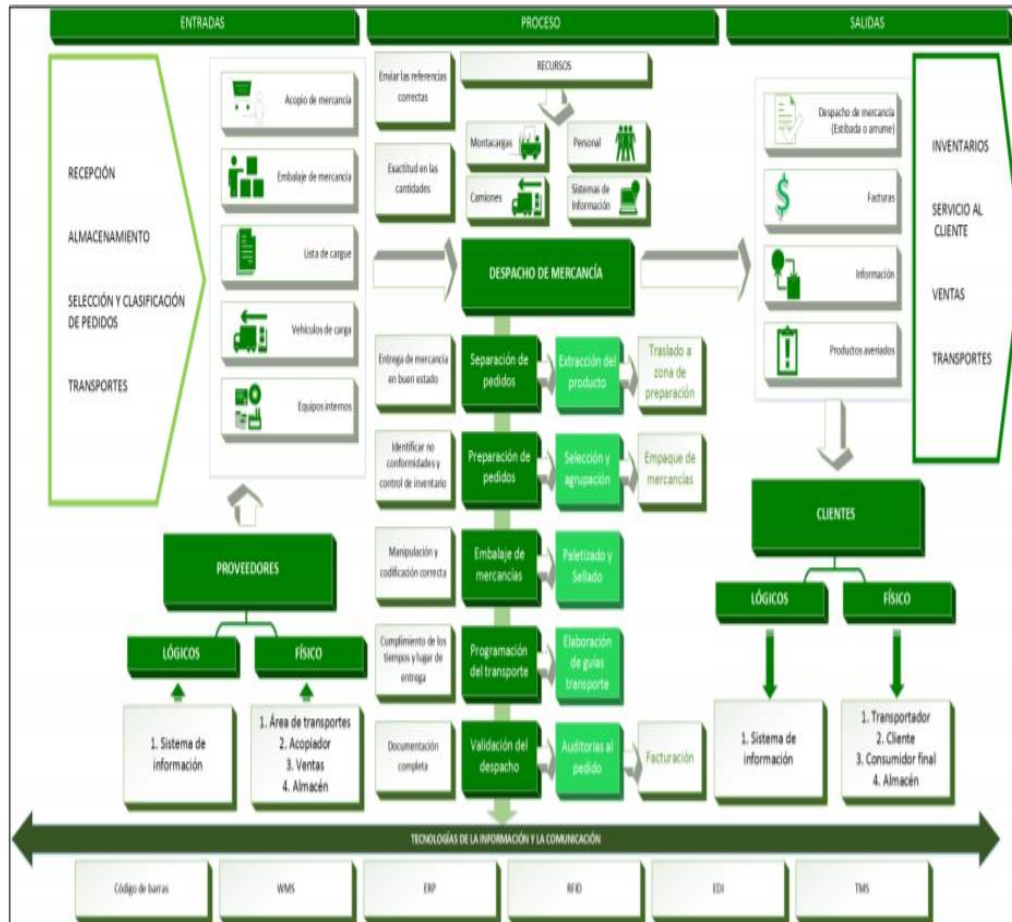 ENTRADAS
PROCESO
SALIDAS
RECEPCIÓN
ALMACENAMIENTO
SELECCIÓN Y CLASIFICACIÓN
DE PEDIDOS
TRANSPORTES
Acopio de mercancía
Embalaje de mercancía
Lista de cargue
Vehículos de carga
Equipos internos
PROVEEDORES
LÓGICOS
FÍSICO
1. Sistema de
información
1. Área de transportes
2. Acopiador
3. Ventas
4. Almacén
Enviar las referencias
correctas
Exactitud en las
cantidades
RECURSOS
Montacargas
Personal
Camiones
Sistemas de
Información
DESPACHO DE MERCANCÍA
Entrega de mercancía
en buen estado
Separación de
pedidos
Extracción del
producto
Traslado a
zona de
preparación
Identificar no
conformidades y
control de inventario
Preparación de
pedidos
Selección y
agrupación
Empaque de
mercancías
Manipulación y
codificación correcta
Embalaje de
mercancías
Paletizado y
Sellado
Cumplimiento de los
tiempos y lugar de
entrega
Programación
del transporte
Elaboración
de guías
transporte
Documentación
completa
Validación del
despacho
Auditorias al
pedido
Facturación
Despacho de mercancía
(Estibada o arrume)
Facturas
Información
Productos averiados
INVENTARIOS
SERVICIO AL
CLIENTE
VENTAS
TRANSPORTES
CLIENTES
LÓGICOS
FÍSICO
1. Sistema de
información
1. Transportador
2. Cliente
3. Consumidor final
4. Almacén
TECNOLOGÍAS DE LA INFORMACIÓN Y LA COMUNICACIÓN
Código de barras
WMS
ERP
RFID
EDI
TMS